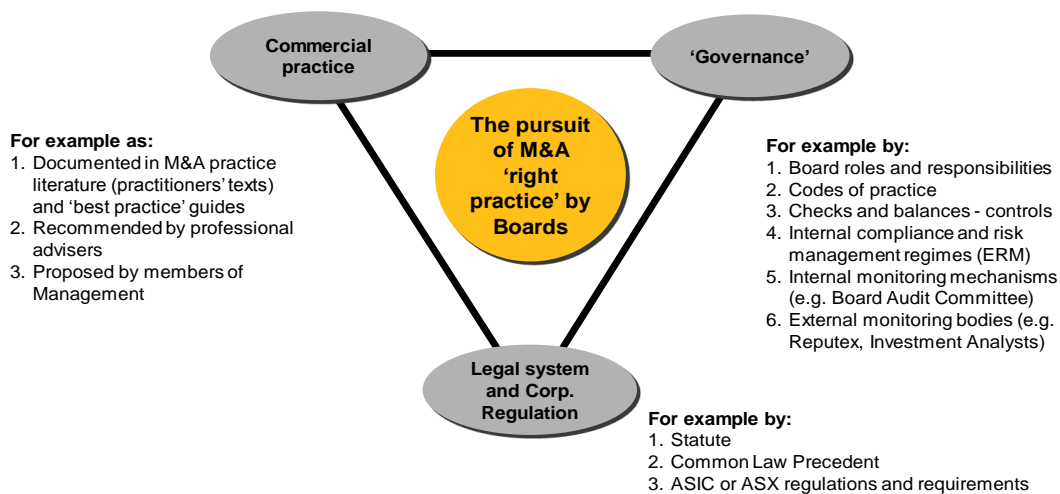 Commercial
practice
‘Governance’
The pursuit
of M&A
‘right
practice’ by
Boards
For example as:
1. Documented in M&A practice
literature (practitioners’ texts)
and ‘best practice’ guides
2. Recommended by professional
advisers
3. Proposed by members of
Management
For example by:
1. Board roles and responsibilities
2. Codes of practice
3. Checks and balances - controls
4. Internal compliance and risk
management regimes (ERM)
5. Internal monitoring mechanisms
(e.g. Board Audit Committee)
6. External monitoring bodies (e.g.
Reputex, Investment Analysts)
Legal system
and Corp.
Regulation
For example by:
1. Statute
2. Common Law Precedent
3. ASIC or ASX regulations and requirements